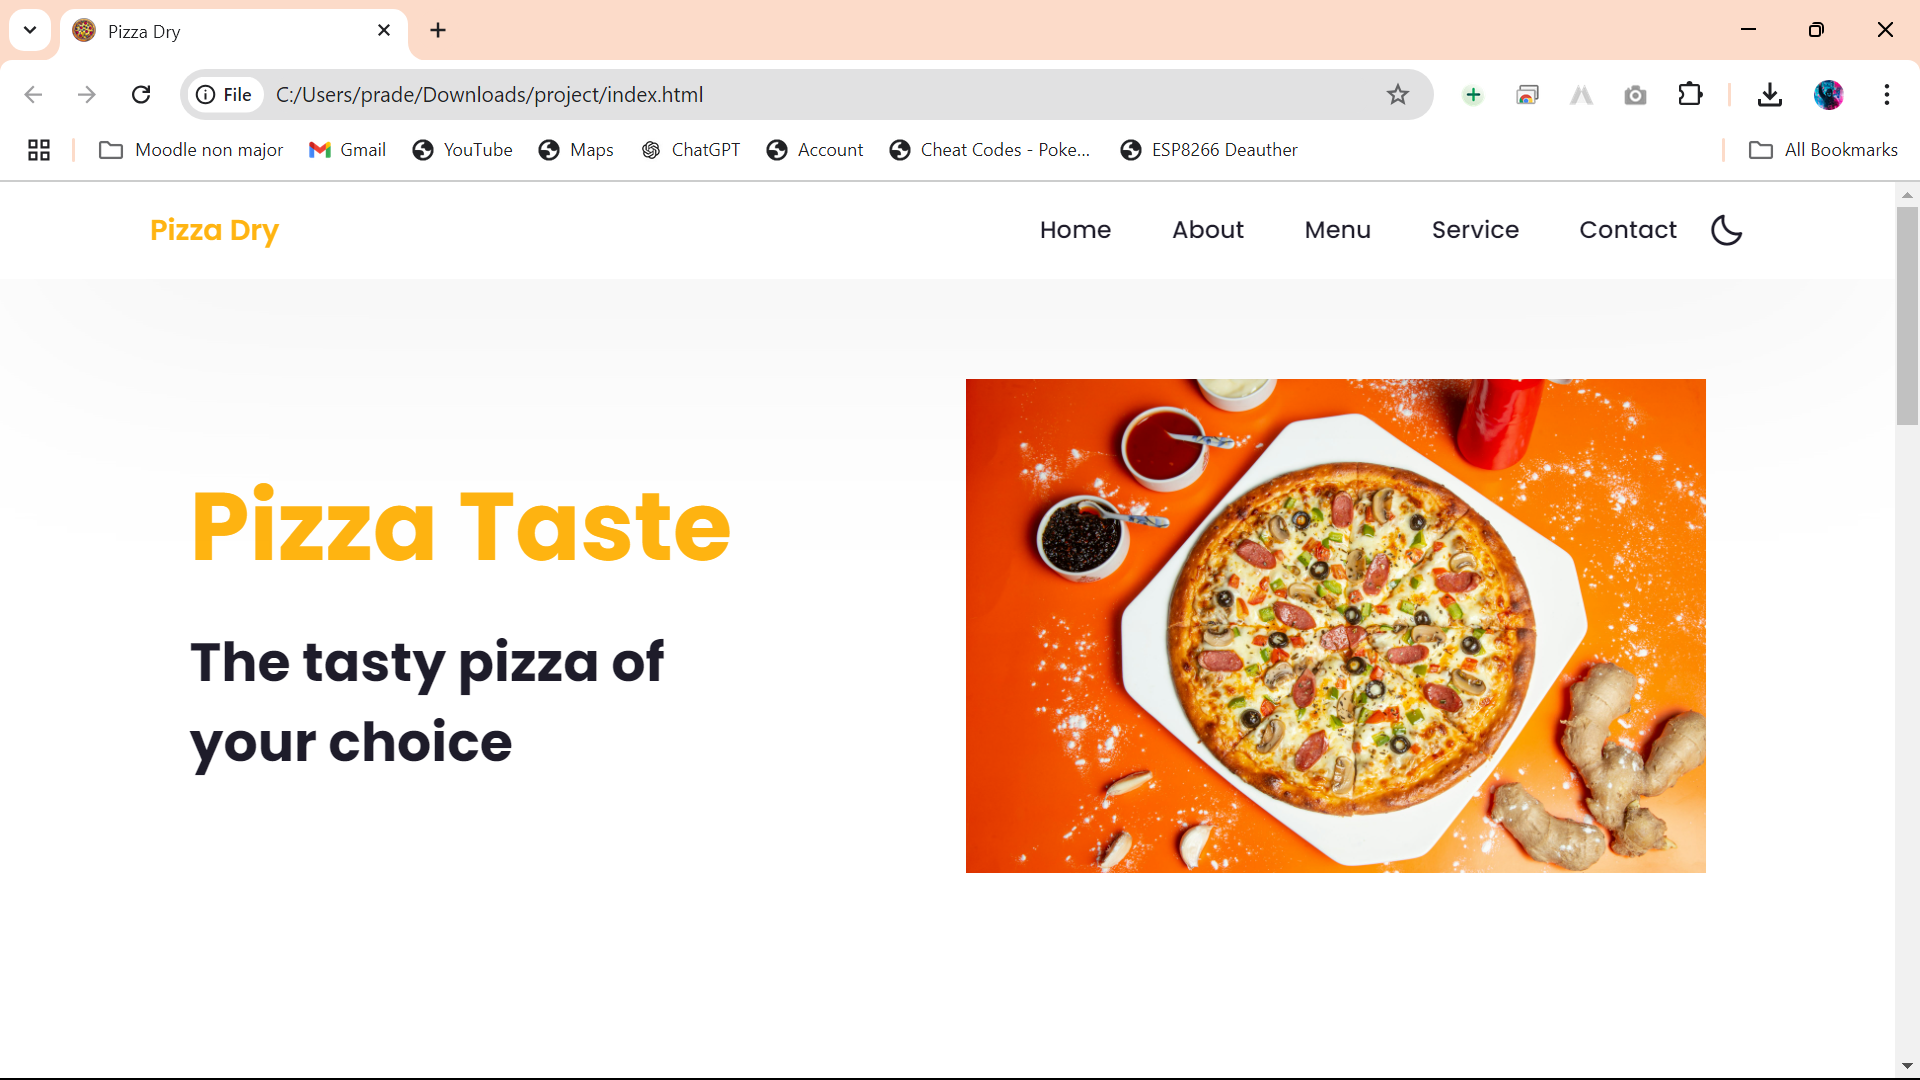 Pizza Dry
File C:/Users/prade/Downloads/project/index.html
Moodle non major Gmail YouTube Maps ChatGPT Account Cheat Codes - Poke... ESP8266 Deauther All Bookmarks
Pizza Dry Home About Menu Service Contact
Pizza Taste
The tasty pizza of
your choice